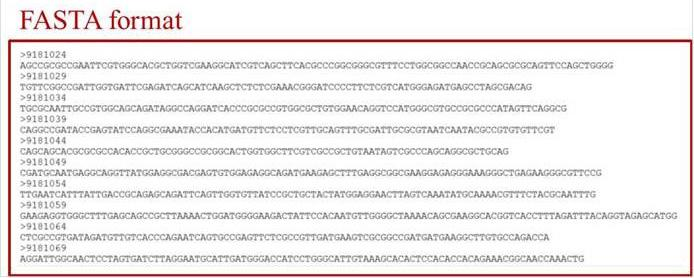 FASTA format
>9181024
AGCCGCGCCGAATTCGTGGGCACGCTGGTCGAAGGCATCGTCAGCTTCACGCCCGGCGGGCGTTTCCTGGCGGCCAACCGCAGCGCGCAGTTCCAGCTGGGG
>9181029
TGTTCGGCCGATTGGTGATTCGAGATCAGCATCAAGCTCTCTCGAAACGGGATCCCCTTCTCGTCATGGGAGATGAGCCTAGCGACAG
>9181034
TGCGCAATTGCCGTGGCAGCAGATAGGCCAGGATCACCCGCGCCGTGGCGCTGTGGAACAGGTCCATGGGCGTGCCGCGCCCATAGTTCAGGCG
>9181039
CAGGCCGATACCGAGTATCCAGGCGAAATACCACATGATGTTCTCCTCGTTGCAGTTTGCGATTGCGCGTAATCAATACGCCGTGTGTTCGT
>9181044
CAGCAGCACGCGCGCCACACCGCTGCGGGCCGCGGCACTGGTGGCTTCGTCGCCGCTGTAATAGTCGCCCAGCAGGCGCTGCAG
>9181049
CGATGCAATGAGGCAGGTTATGGAGGCGACGAGTGTGGAGAGGCAGATGAAGAGCTTTGAGGCGGCGAAGGAGAGGGAAAGGGCTGAGAAGGGCGTTCCG
>9181054
TTGAATCATTTATTGACCGCAGAGCAGATTCAGTTGGTGTTATCCGCTGCTACTATGGAGGAACTTAGTCAAATATGCAAAACGTTTCTACGCAATTTG
>9181059
GAAGAGGTGGGCTTTGAGCAGCCGCTTAAAACTGGATGGGGAAGACTATTCCACAATGTTGGGGCTAAAACAGCGAAGGCACGGTCACCTTTAGATTTACAGGTAGAGCATGG
>9181064
CTCGCCGTGATAGATGTTGTCACCCAGAATCAGTGCCGAGTTCTCGCCGTTGATGAAGTCGCGGCCGATGATGAAGGCTTGTGCCAGACCA
>9181069
AGGATTGGCAACTCCTAGTGATCTTAGGAATGCATTGATGGGACCATCCTGGGCATTGTAAAGCACACTCCACACCACAGAAACGGCAACCAAACTG